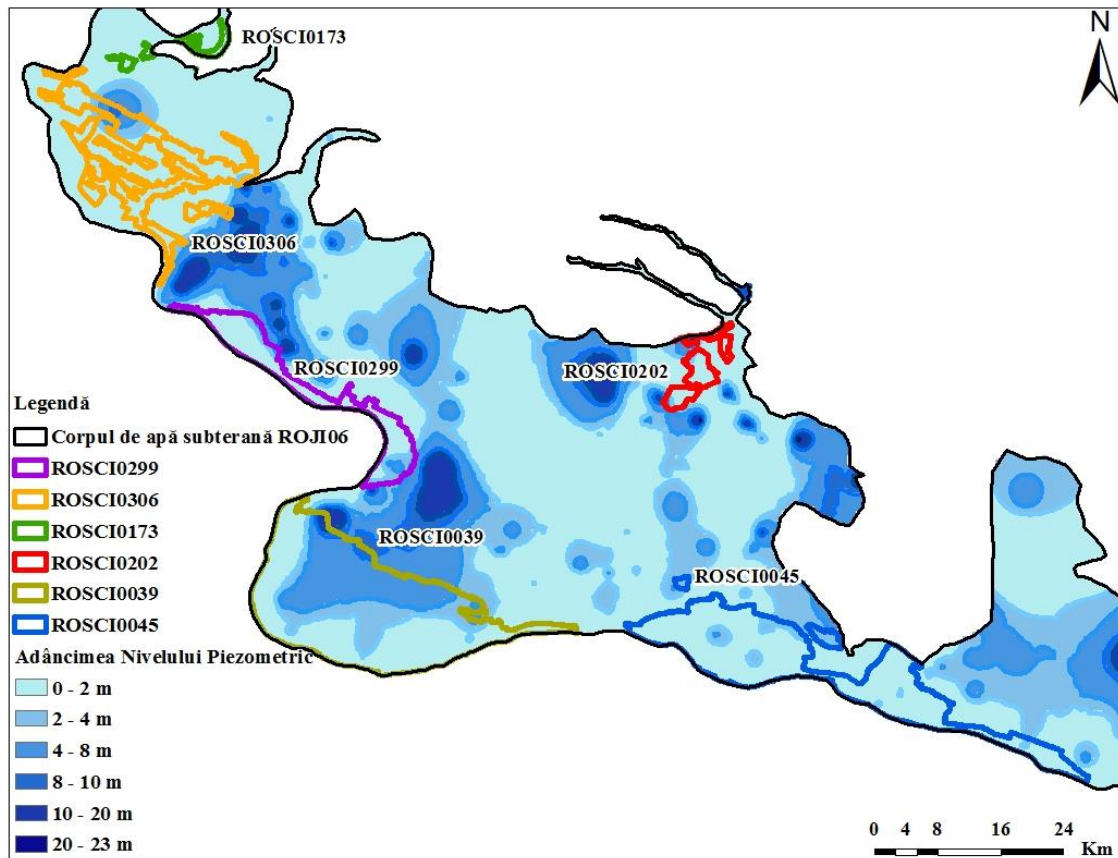 ROSCI0173
N
ROSCI0306
ROSCI0299
ROSCI0202
ROSCI0039
ROSCI0045
Legendă
Corpul de apă subterană ROJI06
ROSCI0299
ROSCI0306
ROSCI0173
ROSCI0202
ROSCI0039
ROSCI0045
Adâncimea Nivelului Piezometric
0 - 2 m
2 - 4 m
4 - 8 m
8 - 10 m
10 - 20 m
20 - 23 m
0 4 8 16 24
Km